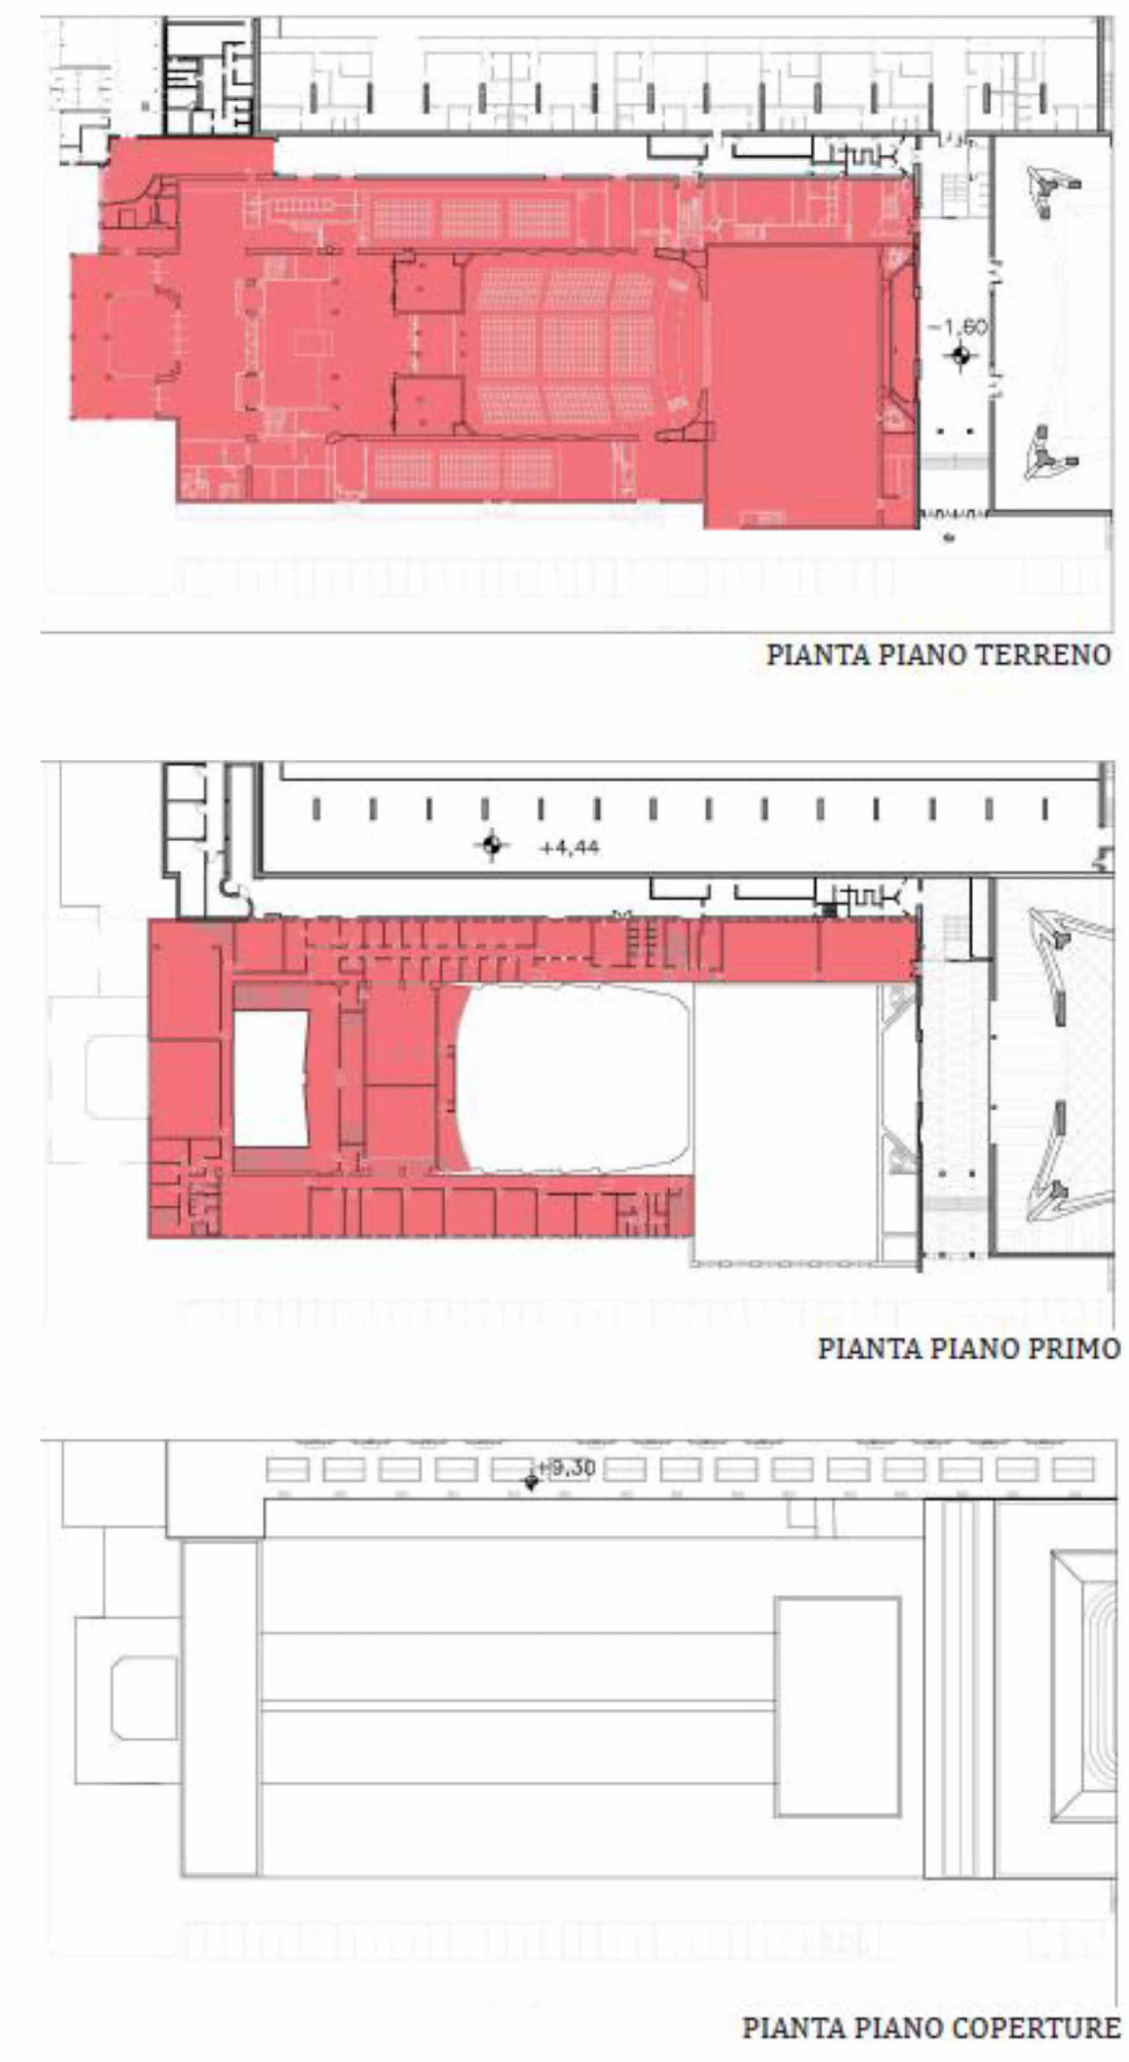 -1,60
PIANTA PIANO TERRENO
+4,44
PIANTA PIANO PRIMO
+9,30
PIANTA PIANO COPERTURE